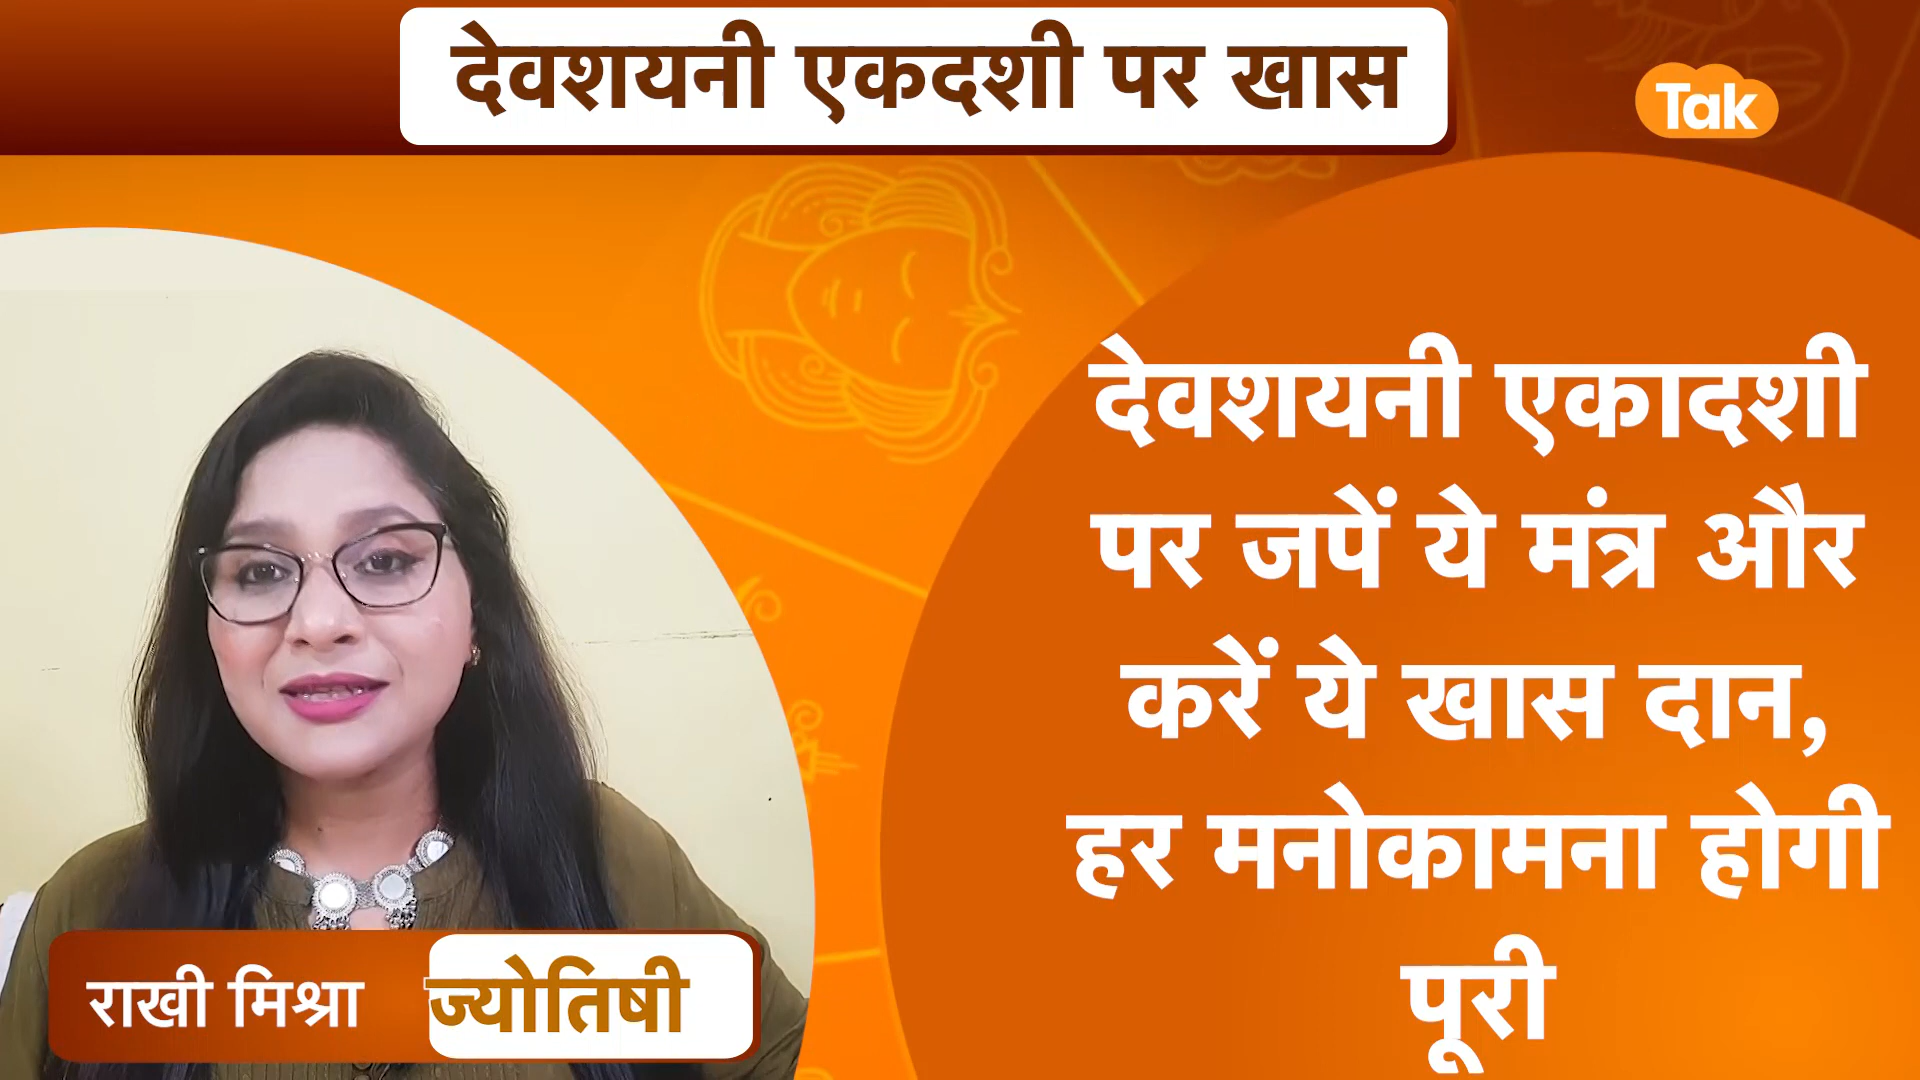 देवशयनी एकदशी पर खास
Tak
देवशयनी एकादशी
पर जपें ये मंत्र और
करें ये खास दान,
हर मनोकामना होगी
पूरी
राखी मिश्रा
ज्योतिषी